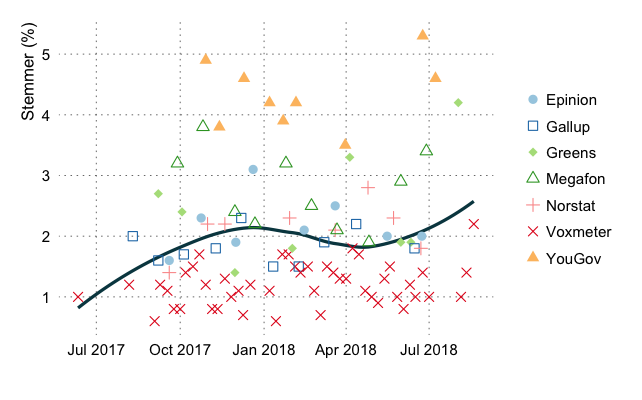 Stemmer (%)
5
4
3
2
1
Jul 2017
Oct 2017
Jan 2018
Apr 2018
Jul 2018
Epinion
Gallup
Greens
Megafon
Norstat
Voxmeter
YouGov